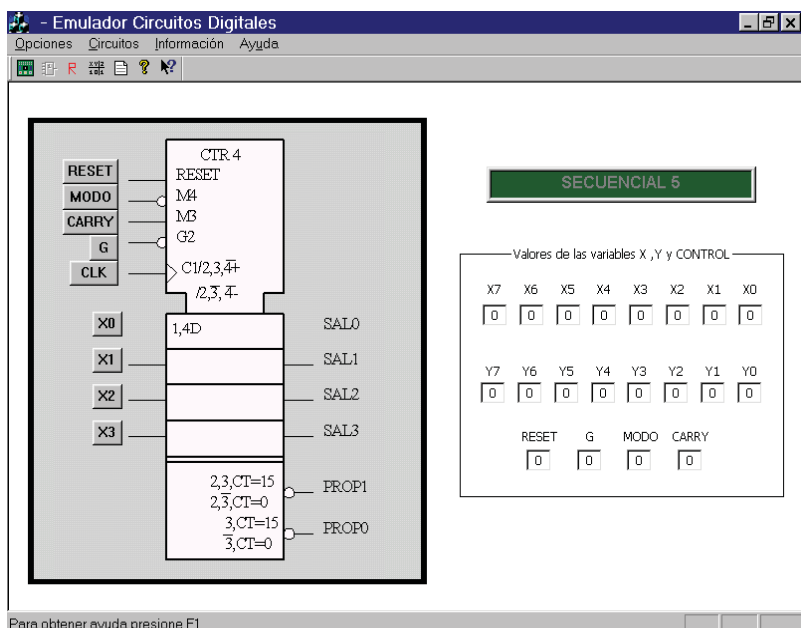 - Emulador Circuitos Digitales
Opciones Circuitos Información Ayuda
CTR 4
RESET RESET
MODO M4
CARRY M3
G G2
CLK C1/2,3,4̅+
/2,3̅,4̅-
X0 1,4D SAL0
X1 SAL1
X2 SAL2
X3 SAL3
2,3,CT=15
2,3̅,CT=0
PROP1
3,CT=15
3̅,CT=0
PROP0
SECUENCIAL 5
Valores de las variables X ,Y y CONTROL
X7 X6 X5 X4 X3 X2 X1 X0
0 0 0 0 0 0 0 0
Y7 Y6 Y5 Y4 Y3 Y2 Y1 Y0
0 0 0 0 0 0 0 0
RESET G MODO CARRY
0 0 0 0
Para obtener ayuda presione F1